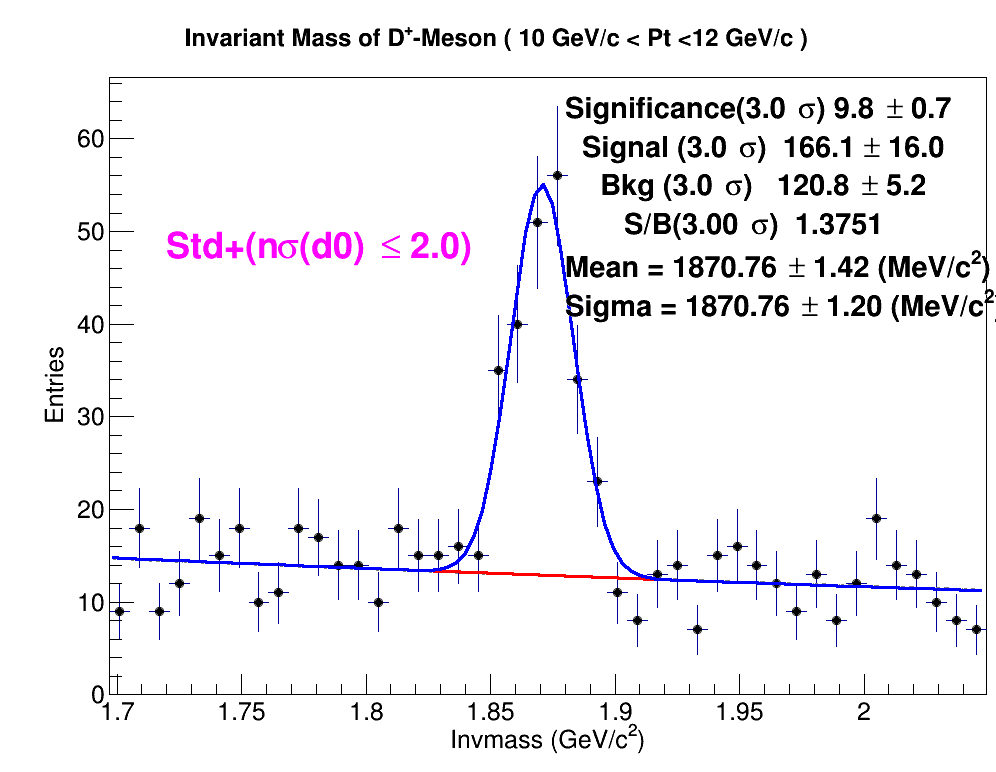 Invariant Mass of D⁺-Meson ( 10 GeV/c < Pt <12 GeV/c )
Significance(3.0 σ) 9.8 ± 0.7
Signal (3.0 σ) 166.1 ± 16.0
Bkg (3.0 σ) 120.8 ± 5.2
S/B(3.00 σ) 1.3751
Mean = 1870.76 ± 1.42 (MeV/c²)
Sigma = 1870.76 ± 1.20 (MeV/c²)
Std+(nσ(d0) ≤ 2.0)
Entries
60
50
40
30
20
10
0
1.7 1.75 1.8 1.85 1.9 1.95 2
Invmass (GeV/c²)